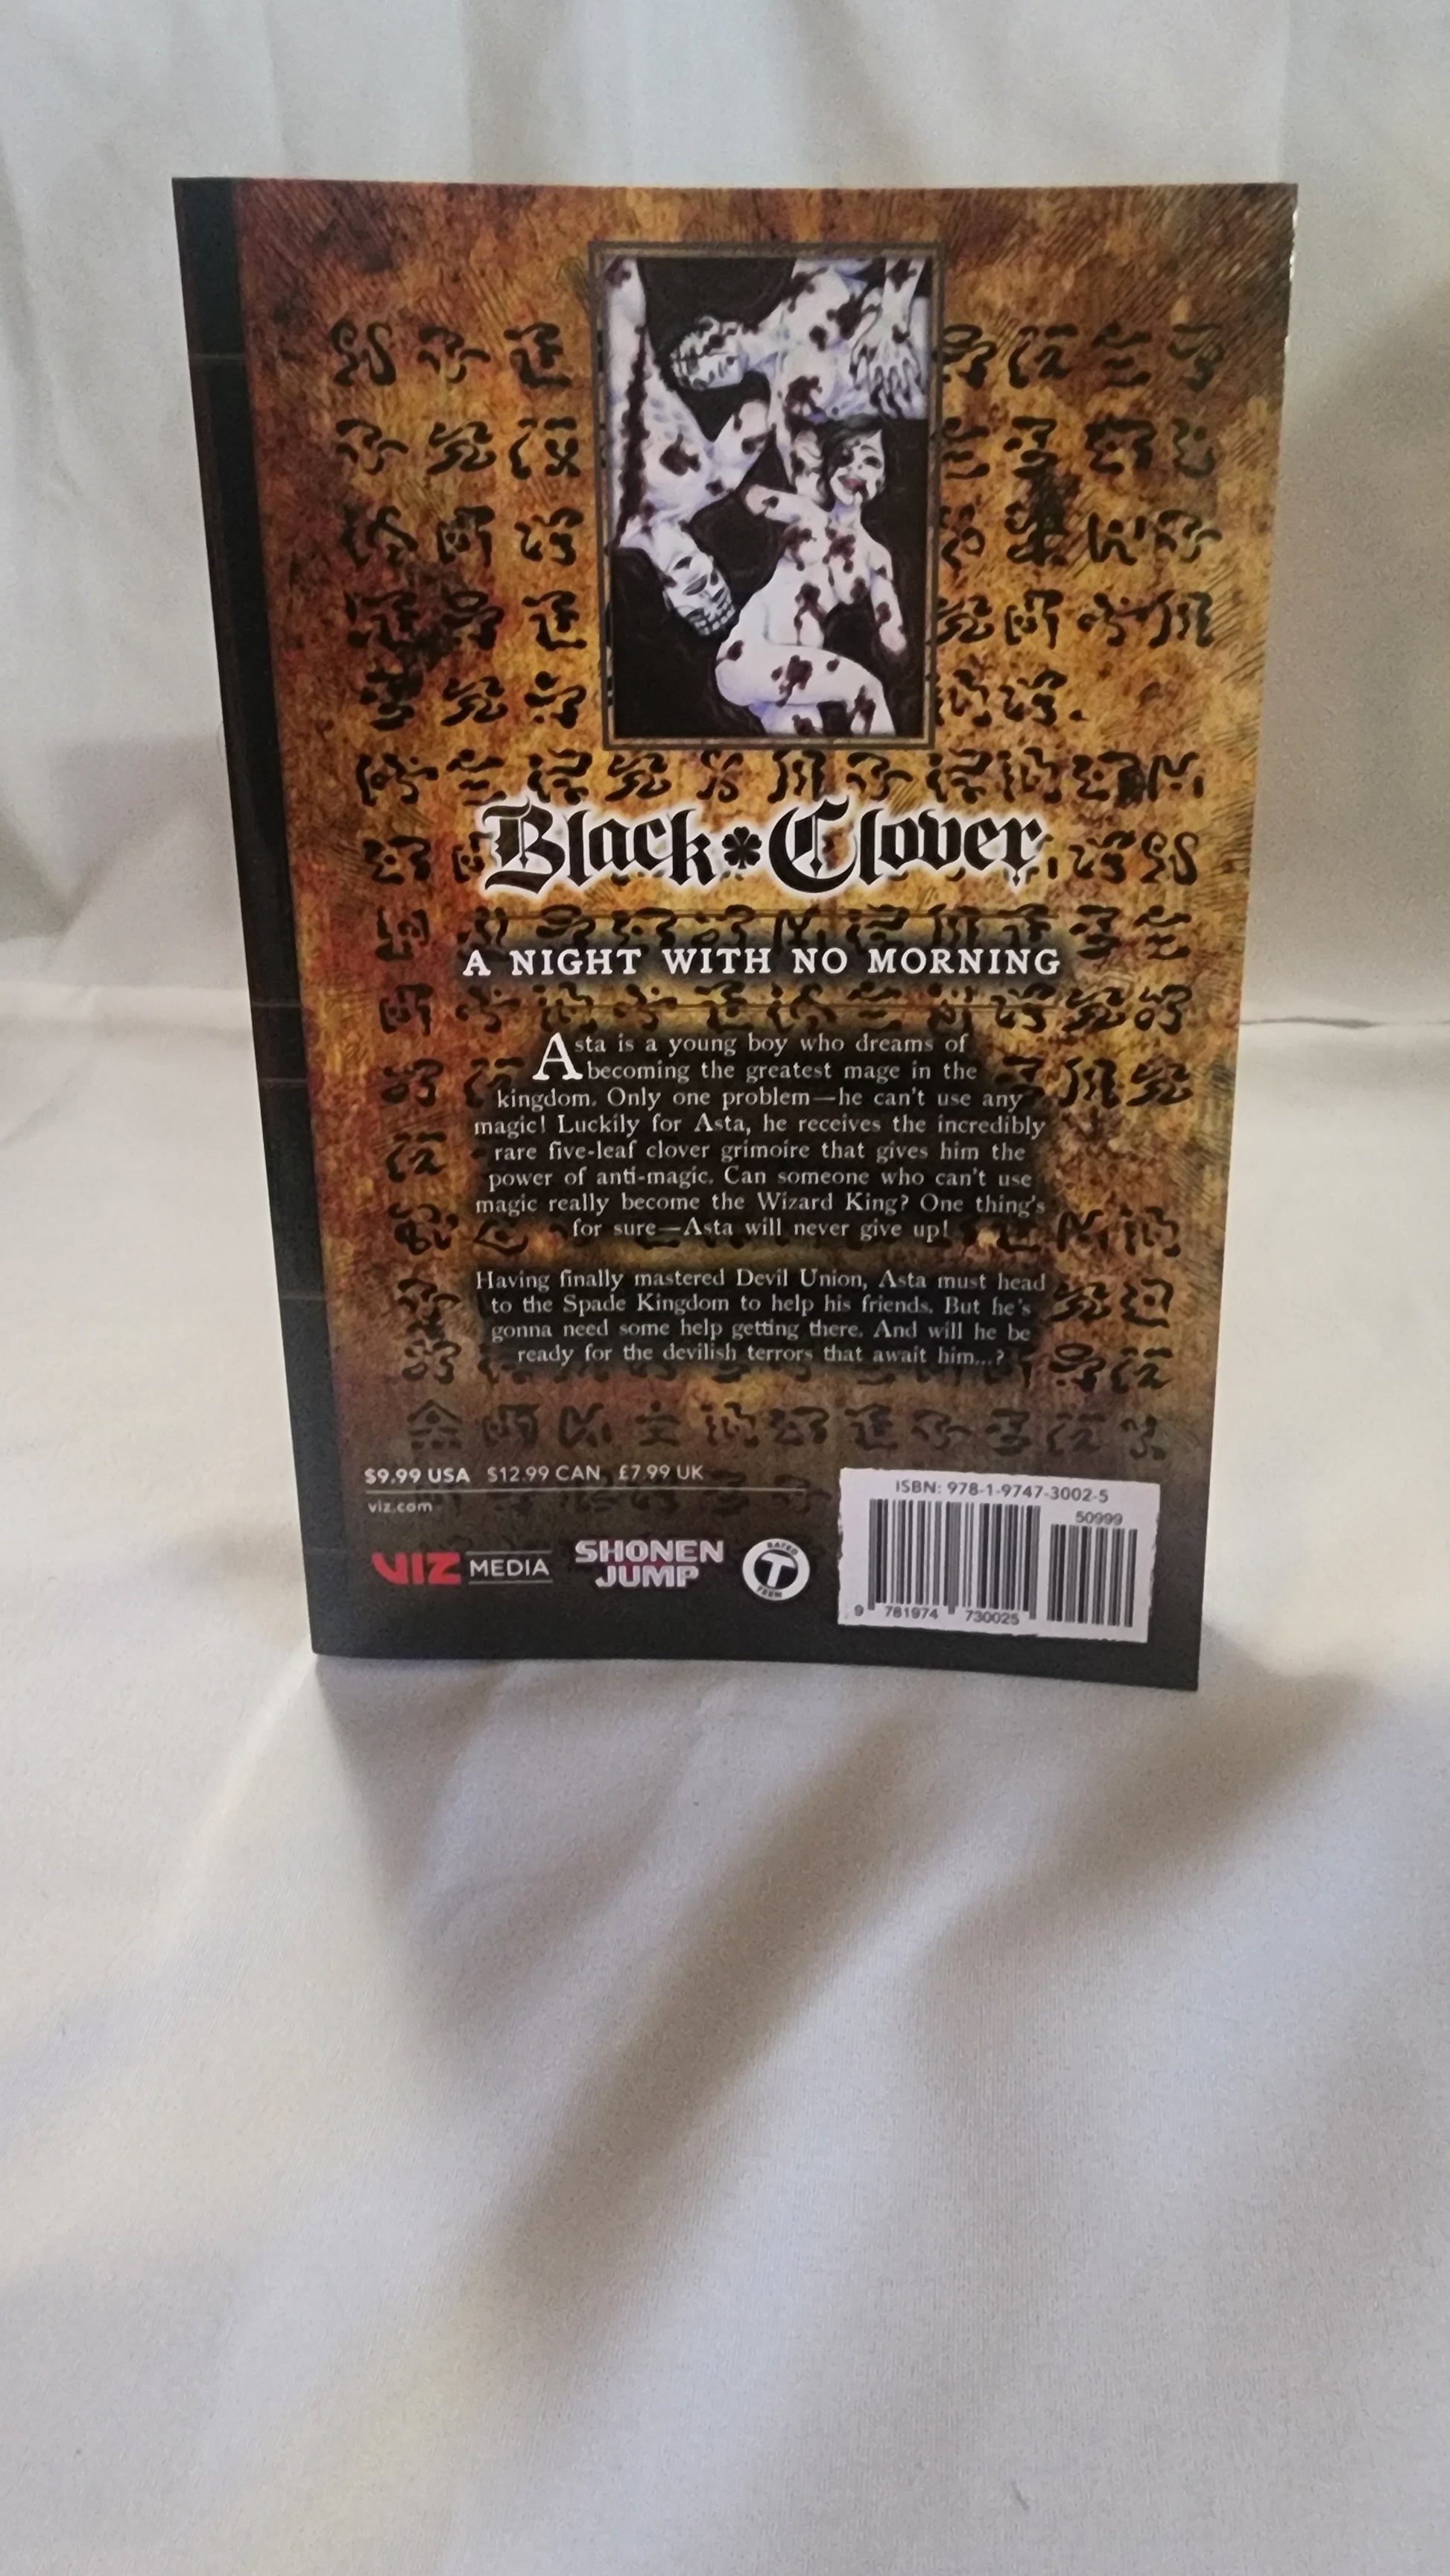 Black Clover
A NIGHT WITH NO MORNING
Asta is a young boy who dreams of
becoming the greatest mage in the
kingdom. Only one problem—he can't use any
magic! Luckily for Asta, he receives the incredibly
rare five-leaf clover grimoire that gives him the
power of anti-magic. Can someone who can't use
magic really become the Wizard King? One thing's
for sure—Asta will never give up!
Having finally mastered Devil Union, Asta must head
to the Spade Kingdom to help his friends. But he's
gonna need some help getting there. And will he be
ready for the devilish terrors that await him...?
$9.99 USA $12.99 CAN £7.99 UK
viz.com
VIZ MEDIA
SHONEN
JUMP
RATED
T
TEEN
ISBN: 978-1-9747-3002-5
50999
9 781974 730025